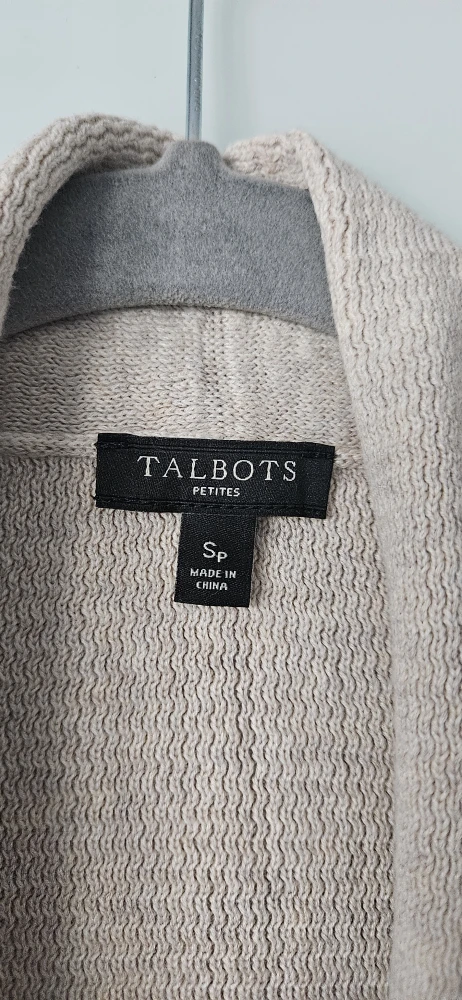 TALBOTS
PETITES
SP
MADE IN
CHINA